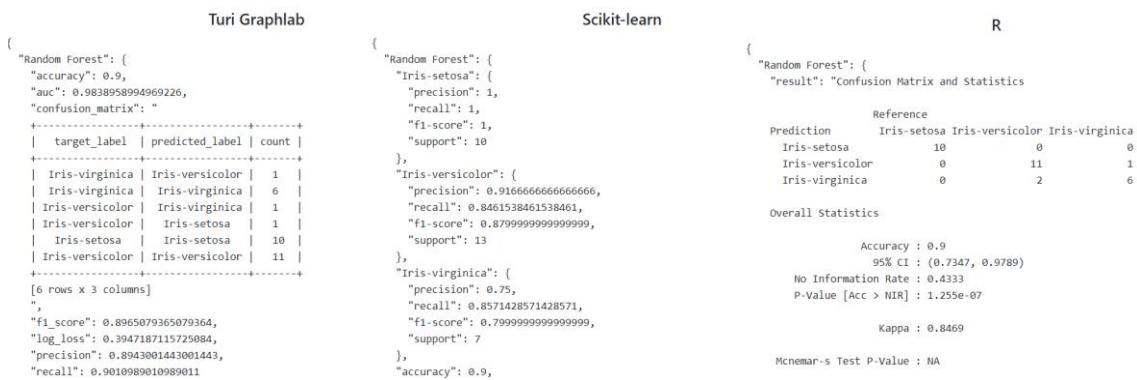 Turi Graphlab
{
"Random Forest": {
"accuracy": 0.9,
"auc": 0.9838958994969226,
"confusion_matrix": "
+-----------------+-----------------+-------+
| target_label | predicted_label | count |
+-----------------+-----------------+-------+
| Iris-virginica | Iris-versicolor | 1 |
| Iris-virginica | Iris-virginica | 6 |
| Iris-versicolor | Iris-virginica | 1 |
| Iris-versicolor | Iris-setosa | 1 |
| Iris-setosa | Iris-setosa | 10 |
| Iris-versicolor | Iris-versicolor | 11 |
+-----------------+-----------------+-------+
[6 rows x 3 columns]
",
"f1_score": 0.8965079365079364,
"log_loss": 0.3947187115725084,
"precision": 0.8943001443001443,
"recall": 0.9010989010989011
Scikit-learn
{
"Random Forest": {
"Iris-setosa": {
"precision": 1,
"recall": 1,
"f1-score": 1,
"support": 10
},
"Iris-versicolor": {
"precision": 0.9166666666666666,
"recall": 0.8461538461538461,
"f1-score": 0.8799999999999999,
"support": 13
},
"Iris-virginica": {
"precision": 0.75,
"recall": 0.8571428571428571,
"f1-score": 0.7999999999999999,
"support": 7
},
"accuracy": 0.9,
R
{
"Random Forest": {
"result": "Confusion Matrix and Statistics
Reference
Prediction Iris-setosa Iris-versicolor Iris-virginica
Iris-setosa 10 0 0
Iris-versicolor 0 11 1
Iris-virginica 0 2 6
Overall Statistics
Accuracy : 0.9
95% CI : (0.7347, 0.9789)
No Information Rate : 0.4333
P-Value [Acc > NIR] : 1.255e-07
Kappa : 0.8469
Mcnemar-s Test P-Value : NA